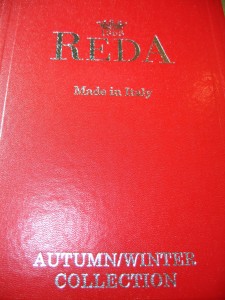 REDA
Made in Italy
AUTUMN/WINTER
COLLECTION